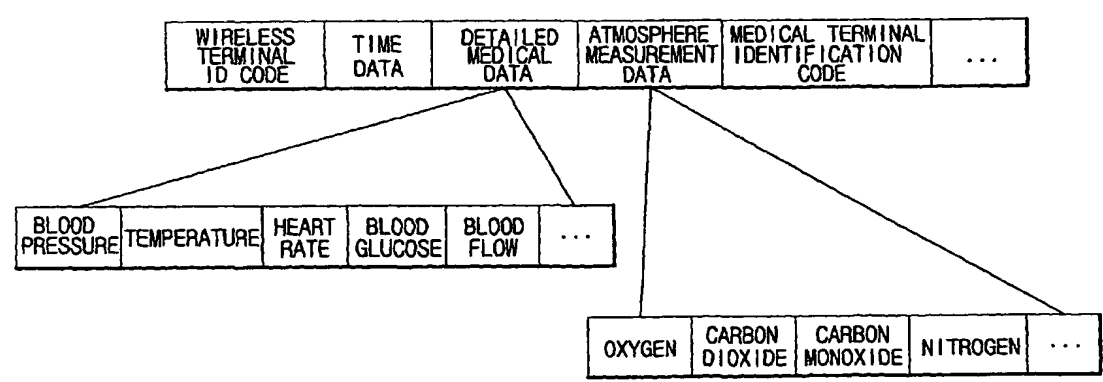 WIRELESS
TERMINAL
ID CODE
TIME
DATA
DETAILED
MEDICAL
DATA
ATMOSPHERE
MEASUREMENT
DATA
MEDICAL TERMINAL
IDENTIFICATION
CODE
...
BLOOD
PRESSURE
TEMPERATURE
HEART
RATE
BLOOD
GLUCOSE
BLOOD
FLOW
...
OXYGEN
CARBON
DIOXIDE
CARBON
MONOXIDE
NITROGEN
...